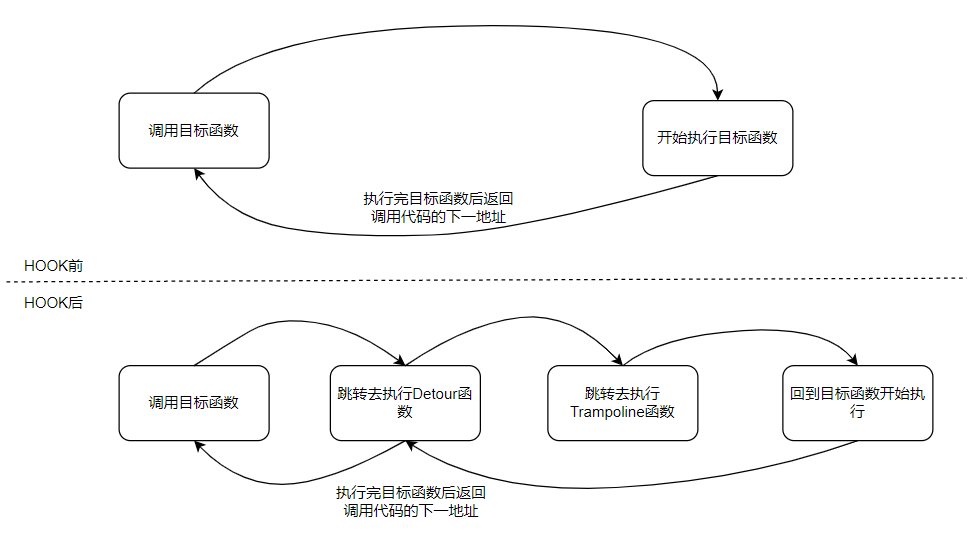 调用目标函数
开始执行目标函数
执行完目标函数后返回
调用代码的下一地址
HOOK前
HOOK后
调用目标函数
跳转去执行Detour函
数
跳转去执行
Trampoline函数
回到目标函数开始执
行
执行完目标函数后返回
调用代码的下一地址